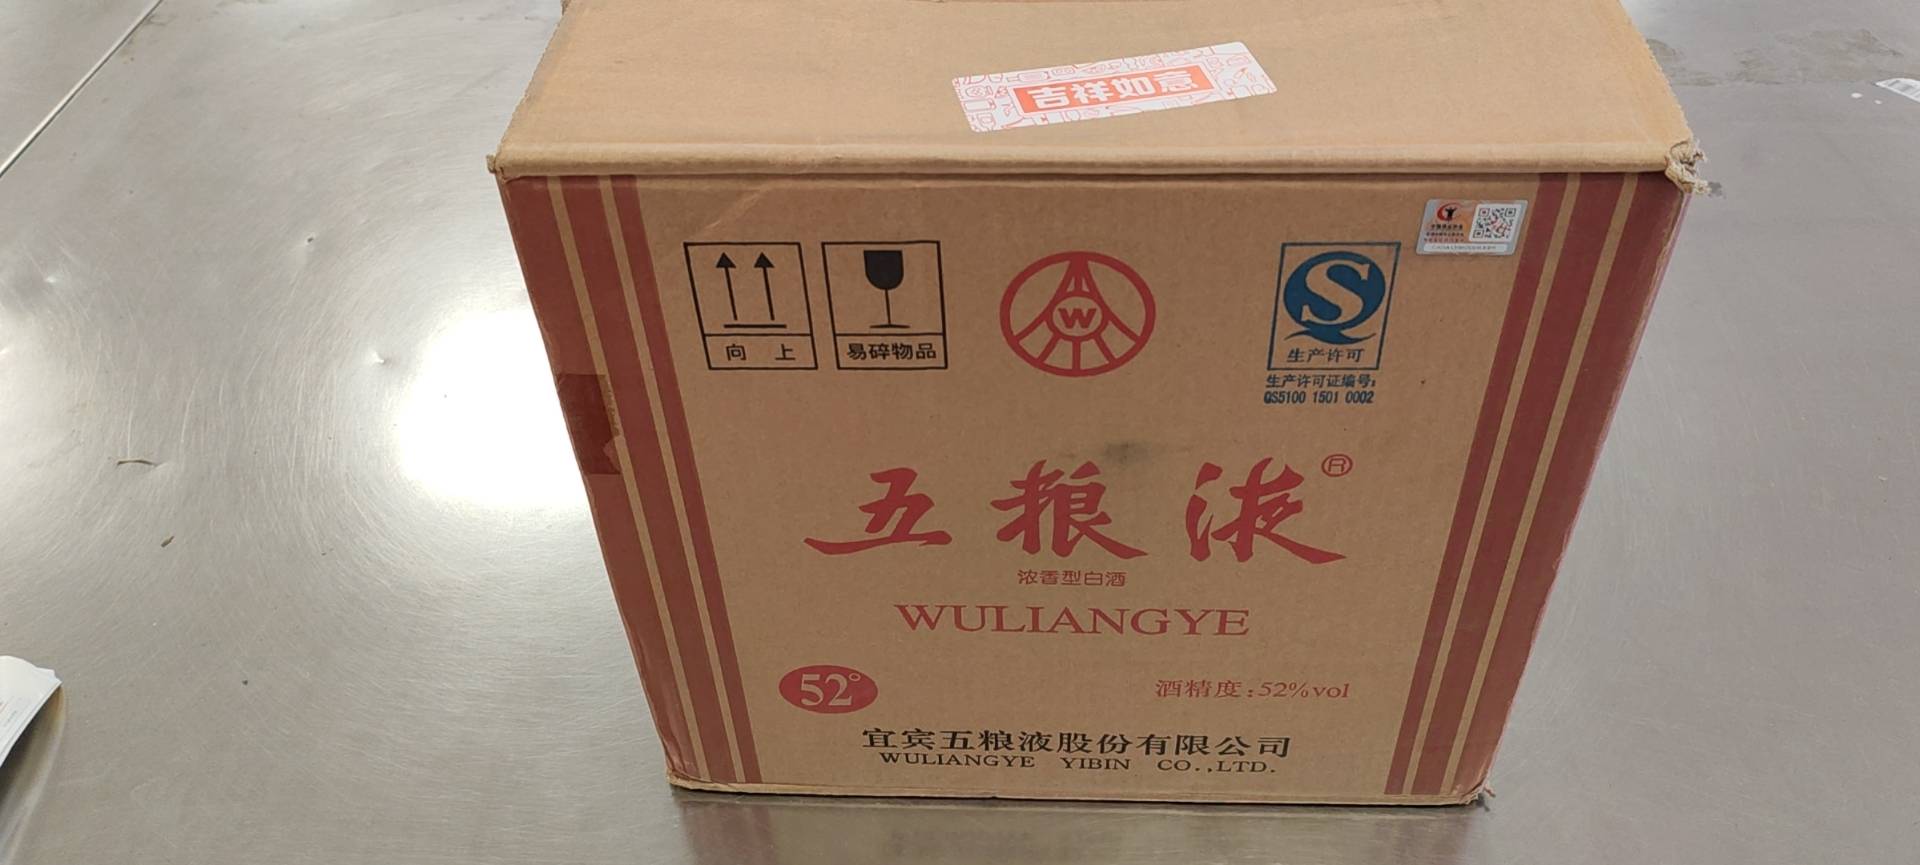 吉祥如意
向 上
易碎物品
W
QS
生产许可
生产许可证编号:
QS5100 1501 0002
五粮液®
浓香型白酒
WULIANGYE
52°
酒精度:52%vol
宜宾五粮液股份有限公司
WULIANGYE YIBIN CO.,LTD.